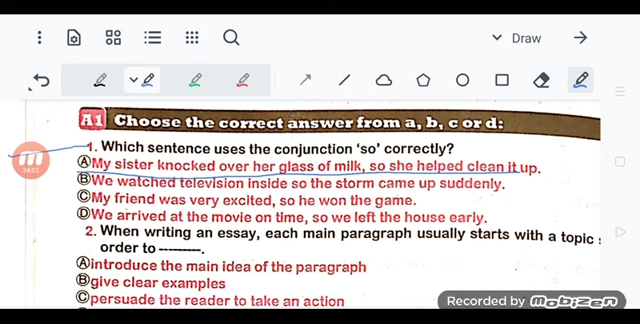 Draw
A1 Choose the correct answer from a, b, c or d:
1. Which sentence uses the conjunction ‘so’ correctly?
Ⓐ My sister knocked over her glass of milk, so she helped clean it up.
Ⓑ We watched television inside so the storm came up suddenly.
Ⓒ My friend was very excited, so he won the game.
Ⓓ We arrived at the movie on time, so we left the house early.
2. When writing an essay, each main paragraph usually starts with a topic
order to ---------.
Ⓐ introduce the main idea of the paragraph
Ⓑ give clear examples
Ⓒ persuade the reader to take an action
34:02
Recorded by Mobizen